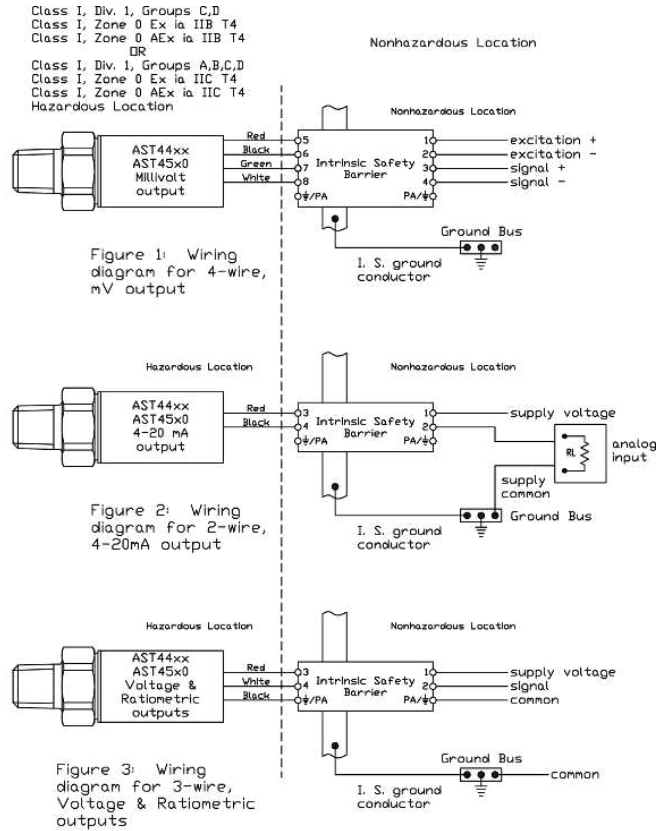 Class I, Div. 1, Groups C,D
Class I, Zone 0 Ex ia IIB T4
Class I, Zone 0 AEx ia IIB T4
OR
Class I, Div. 1, Groups A,B,C,D
Class I, Zone 0 Ex ia IIC T4
Class I, Zone 0 AEx ia IIC T4
Hazardous Location
Nonhazardous Location
Nonhazardous Location
AST44xx
AST45x0
Millivolt
output
Red
Black
Green
White
5
6
7
8
/PA
Intrinsic Safety
Barrier
1
2
3
4
PA/
excitation +
excitation -
signal +
signal -
Ground Bus
I. S. ground
conductor
Figure 1: Wiring
diagram for 4-wire,
mV output
Hazardous Location
Nonhazardous Location
AST44xx
AST45x0
4-20 mA
output
Red
Black
3
4
/PA
Intrinsic Safety
Barrier
1
2
PA/
supply voltage
RL
analog
input
supply
common
Ground Bus
I. S. ground
conductor
Figure 2: Wiring
diagram for 2-wire,
4-20mA output
Hazardous Location
Nonhazardous Location
AST44xx
AST45x0
Voltage &
Ratiometric
outputs
Red
White
Black
3
4
/PA
Intrinsic Safety
Barrier
1
2
PA/
supply voltage
signal
common
Ground Bus
common
I. S. ground
conductor
Figure 3: Wiring
diagram for 3-wire,
Voltage & Ratiometric
outputs